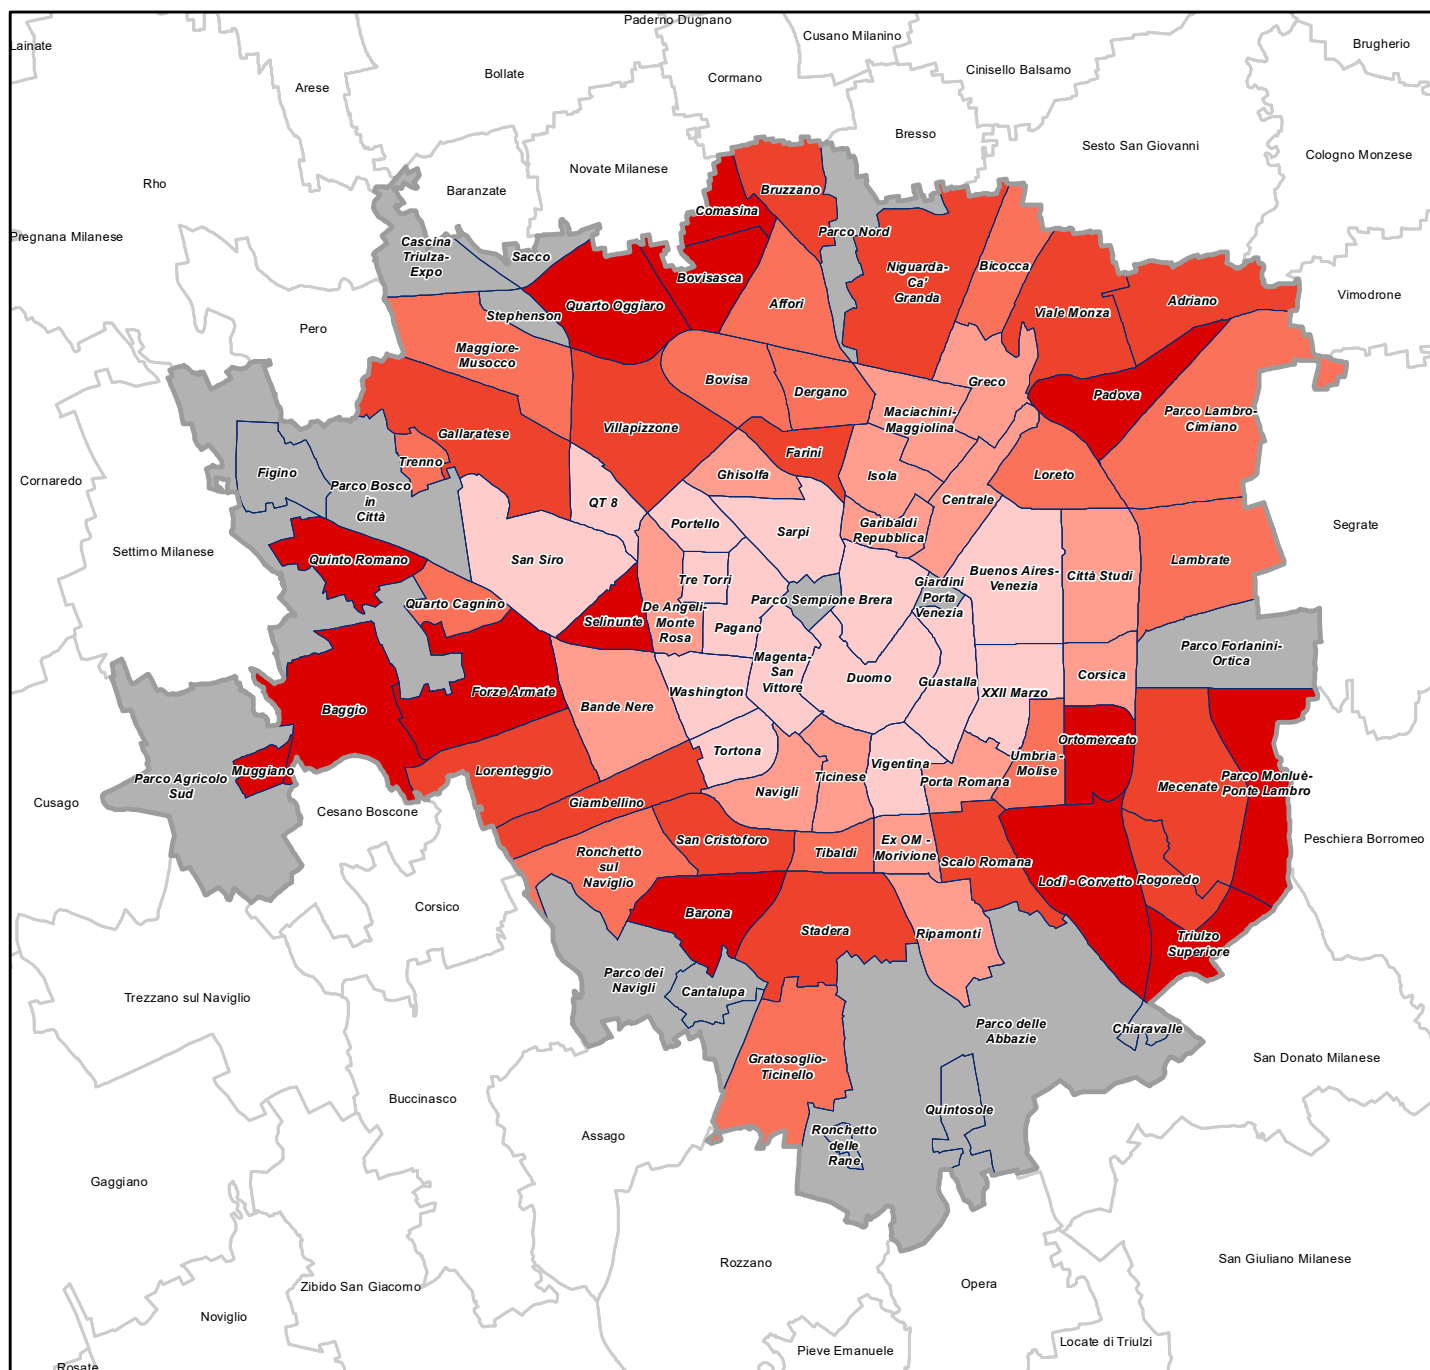 Paderno Dugnano
Cusano Milanino
Lainate
Brugherio
Bollate
Cinisello Balsamo
Cormano
Arese
Bresso
Sesto San Giovanni
Cologno Monzese
Novate Milanese
Rho
Baranzate
Bruzzano
Comasina
Parco Nord
Pregnana Milanese
Cascina
Triulza-
Expo
Sacco
Niguarda-
Ca'
Granda
Bicocca
Bovisasca
Quarto Oggiaro
Affori
Viale Monza
Adriano
Vimodrone
Stephenson
Pero
Maggiore-
Musocco
Bovisa
Dergano
Greco
Padova
Maciachini-
Maggiolina
Parco Lambro-
Cimiano
Gallaratese
Villapizzone
Farini
Trenno
Figino
Parco Bosco
in
Città
Cornaredo
Ghisolfa
Isola
Loreto
QT 8
Centrale
Portello
Sarpi
Garibaldi
Repubblica
Segrate
Settimo Milanese
Quinto Romano
San Siro
Lambrate
Buenos Aires-
Venezia
Città Studi
Tre Torri
Giardini
Porta
Venezia
Parco Sempione
Brera
Quarto Cagnino
Selinunte
De Angeli-
Monte
Rosa
Pagano
Parco Forlanini-
Ortica
Magenta-
San
Vittore
Duomo
Guastalla
XXII Marzo
Corsica
Washington
Forze Armate
Baggio
Bande Nere
Ortomercato
Tortona
Umbria -
Molise
Vigentina
Lorenteggio
Muggiano
Parco Agricolo
Sud
Ticinese
Porta Romana
Navigli
Mecenate
Parco Monluè-
Ponte Lambro
Giambellino
Cusago
Cesano Boscone
San Cristoforo
Ex OM -
Morivione
Tibaldi
Peschiera Borromeo
Ronchetto
sul
Naviglio
Scalo Romana
Lodi - Corvetto
Rogoredo
Corsico
Barona
Stadera
Ripamonti
Triulzo
Superiore
Parco dei
Navigli
Cantalupa
Trezzano sul Naviglio
Parco delle
Abbazie
Chiaravalle
San Donato Milanese
Gratosoglio-
Ticinello
Buccinasco
Quintosole
Assago
Ronchetto
delle
Rane
Gaggiano
Rozzano
San Giuliano Milanese
Opera
Zibido San Giacomo
Noviglio
Locate di Triulzi
Pieve Emanuele
Rosate